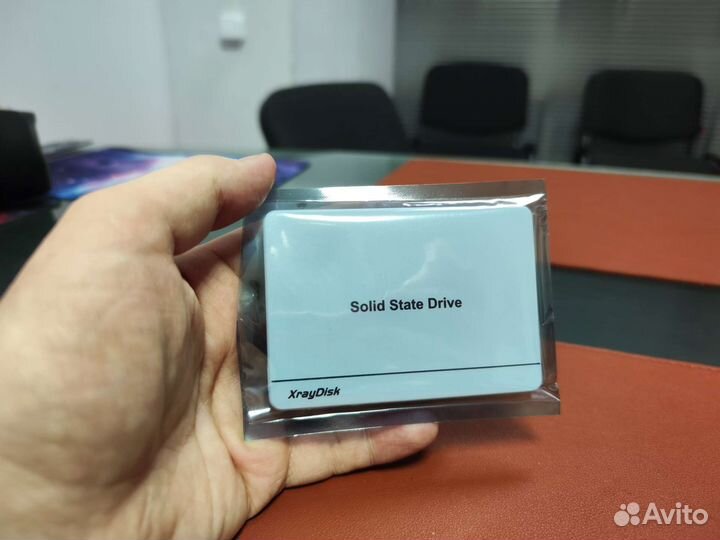 Solid State Drive
XrayDisk
Avito